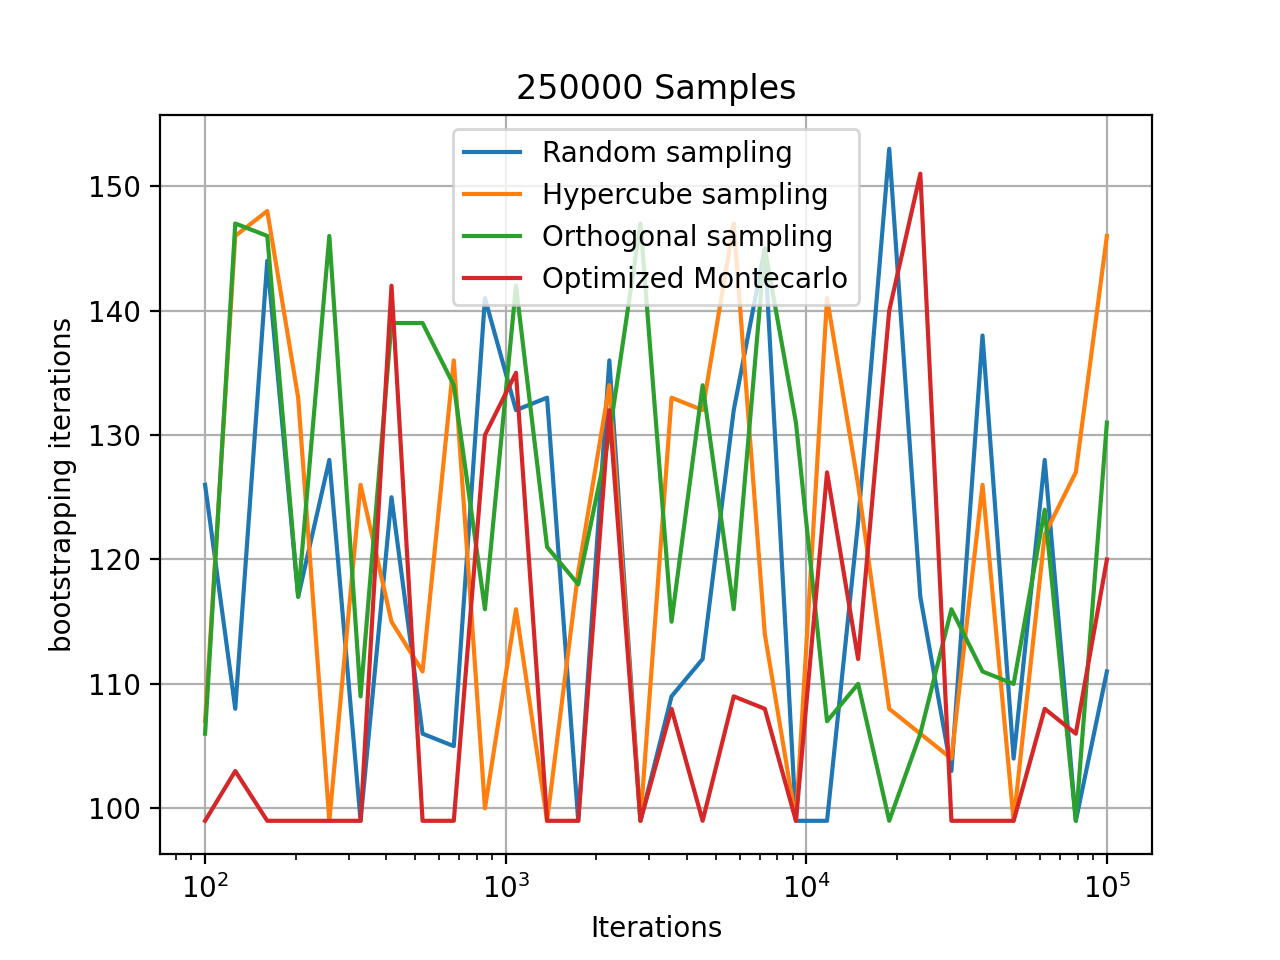 250000 Samples
Random sampling
Hypercube sampling
Orthogonal sampling
Optimized Montecarlo
bootstrapping iterations
150
140
130
120
110
100
10² 10³ 10⁴ 10⁵
Iterations